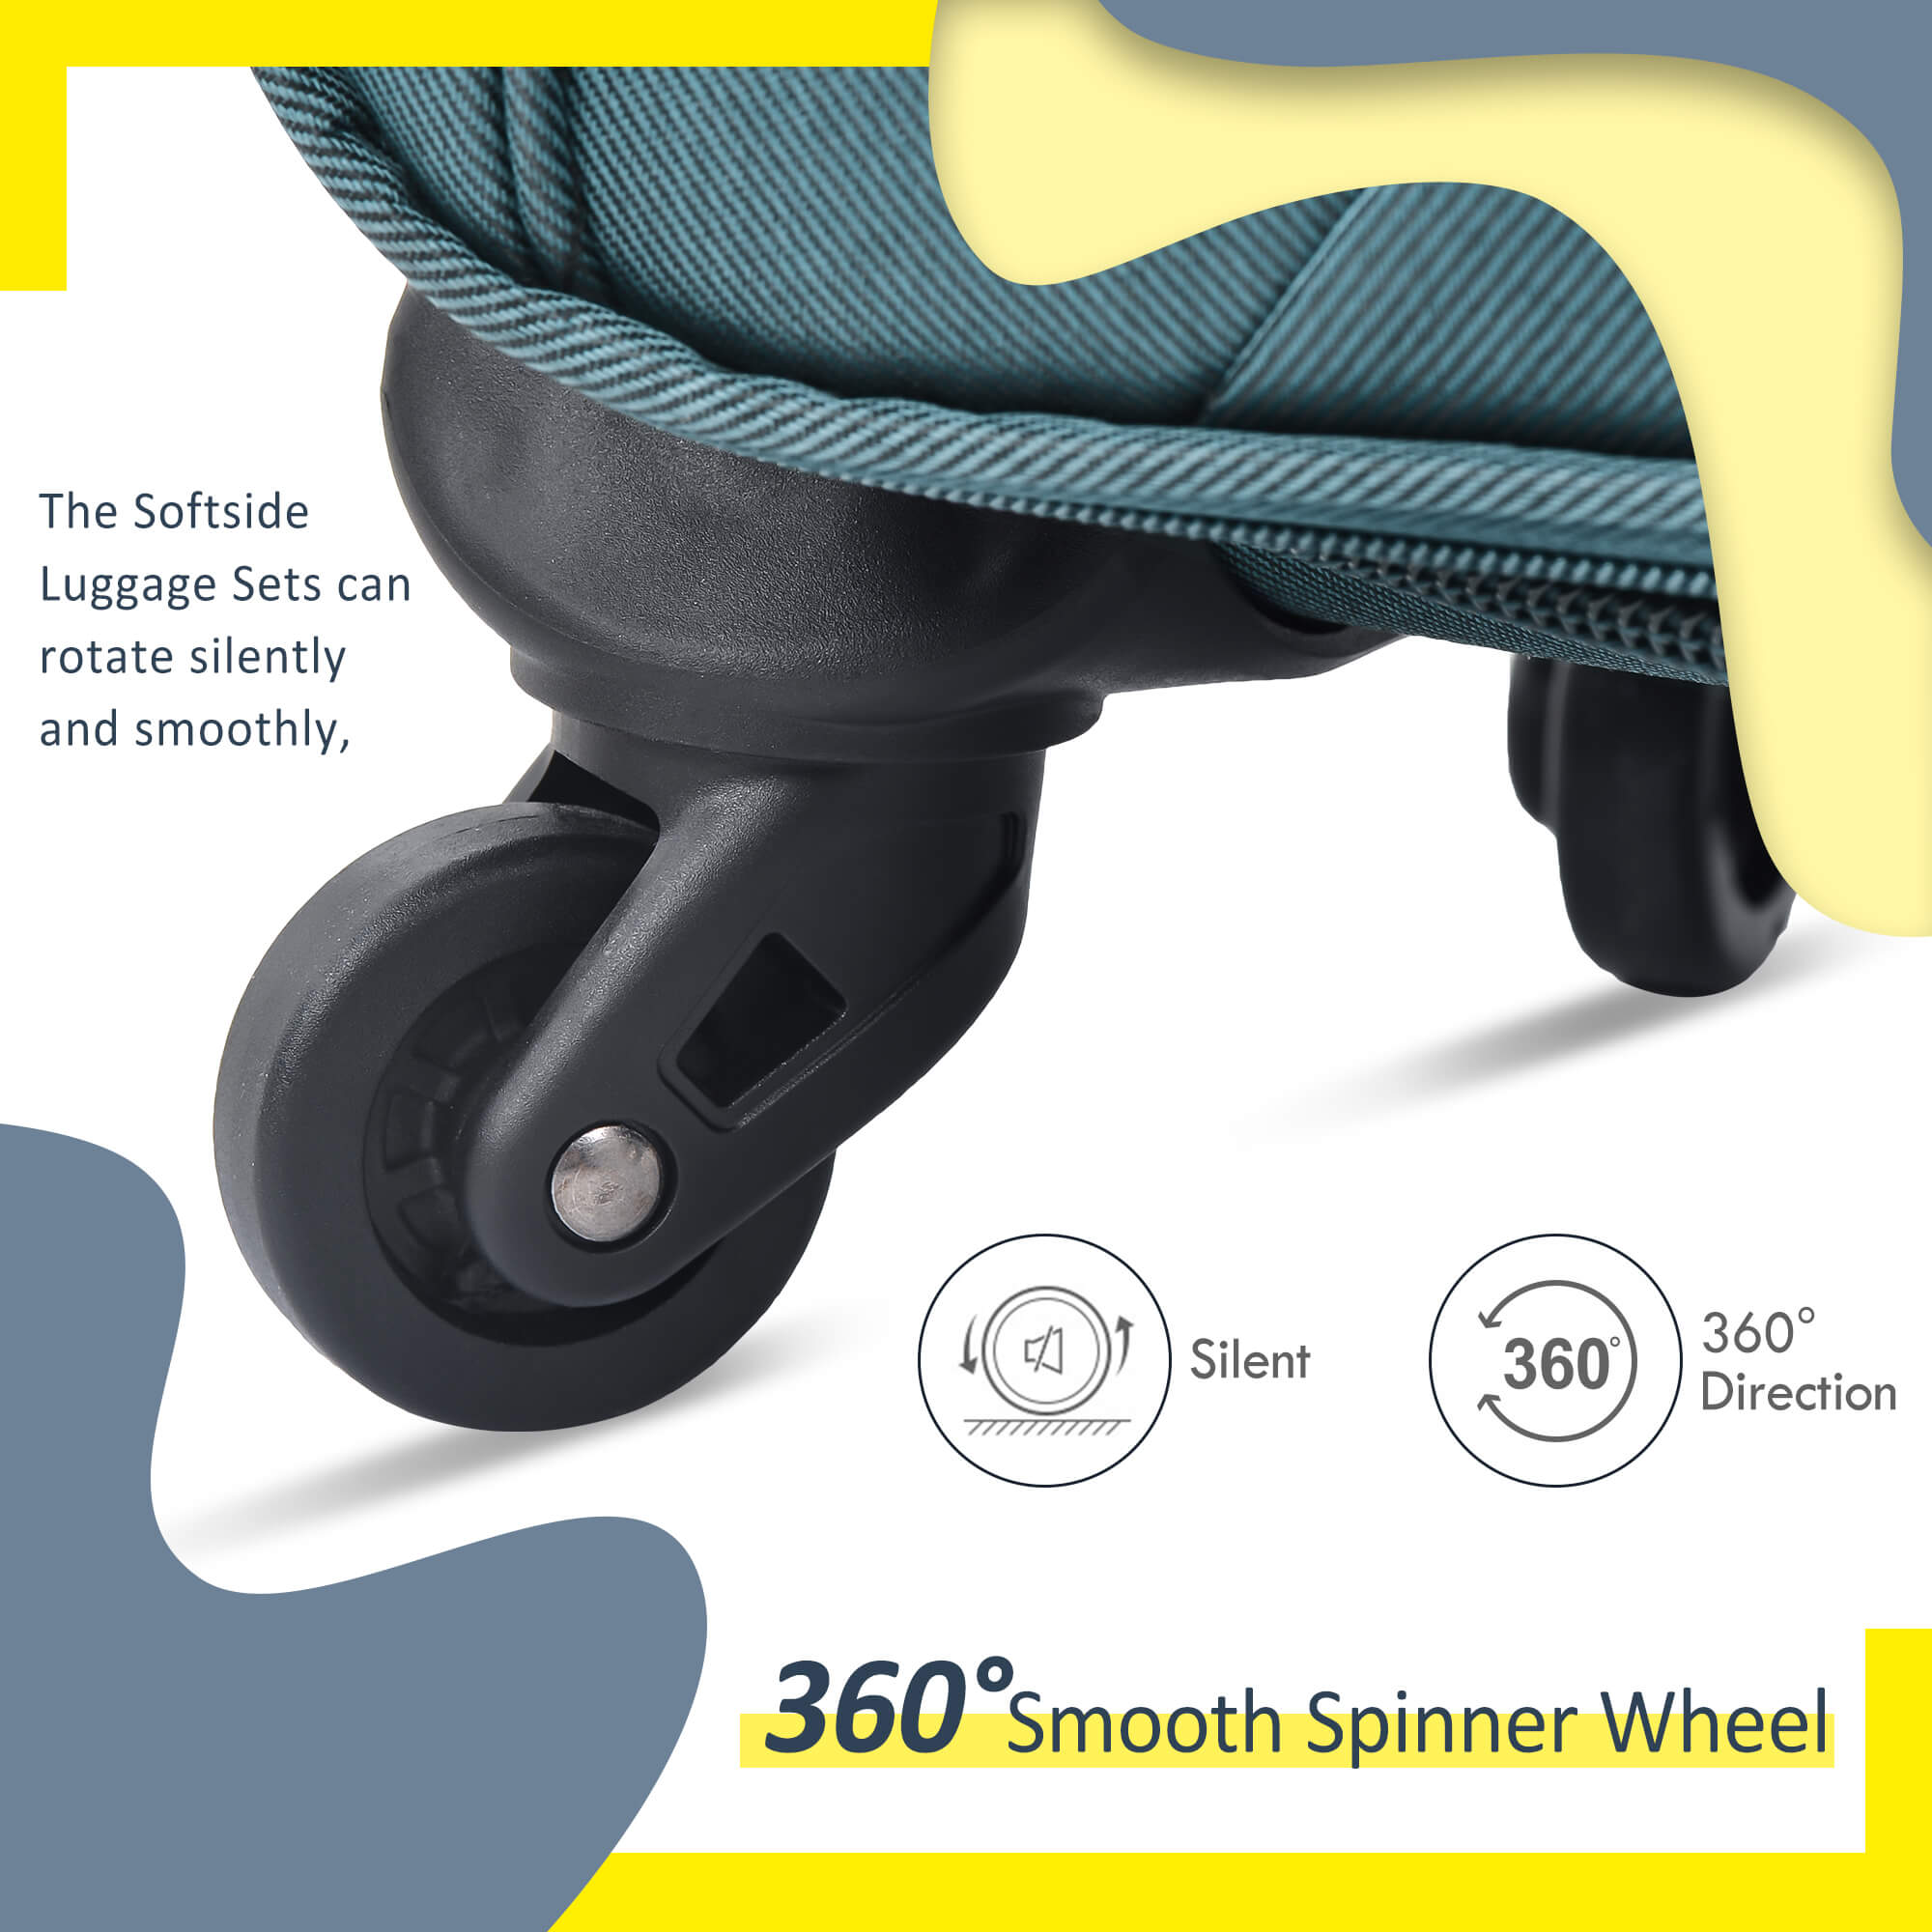 The Softside
Luggage Sets can
rotate silently
and smoothly,
Silent
360°
360°
Direction
360°Smooth Spinner Wheel